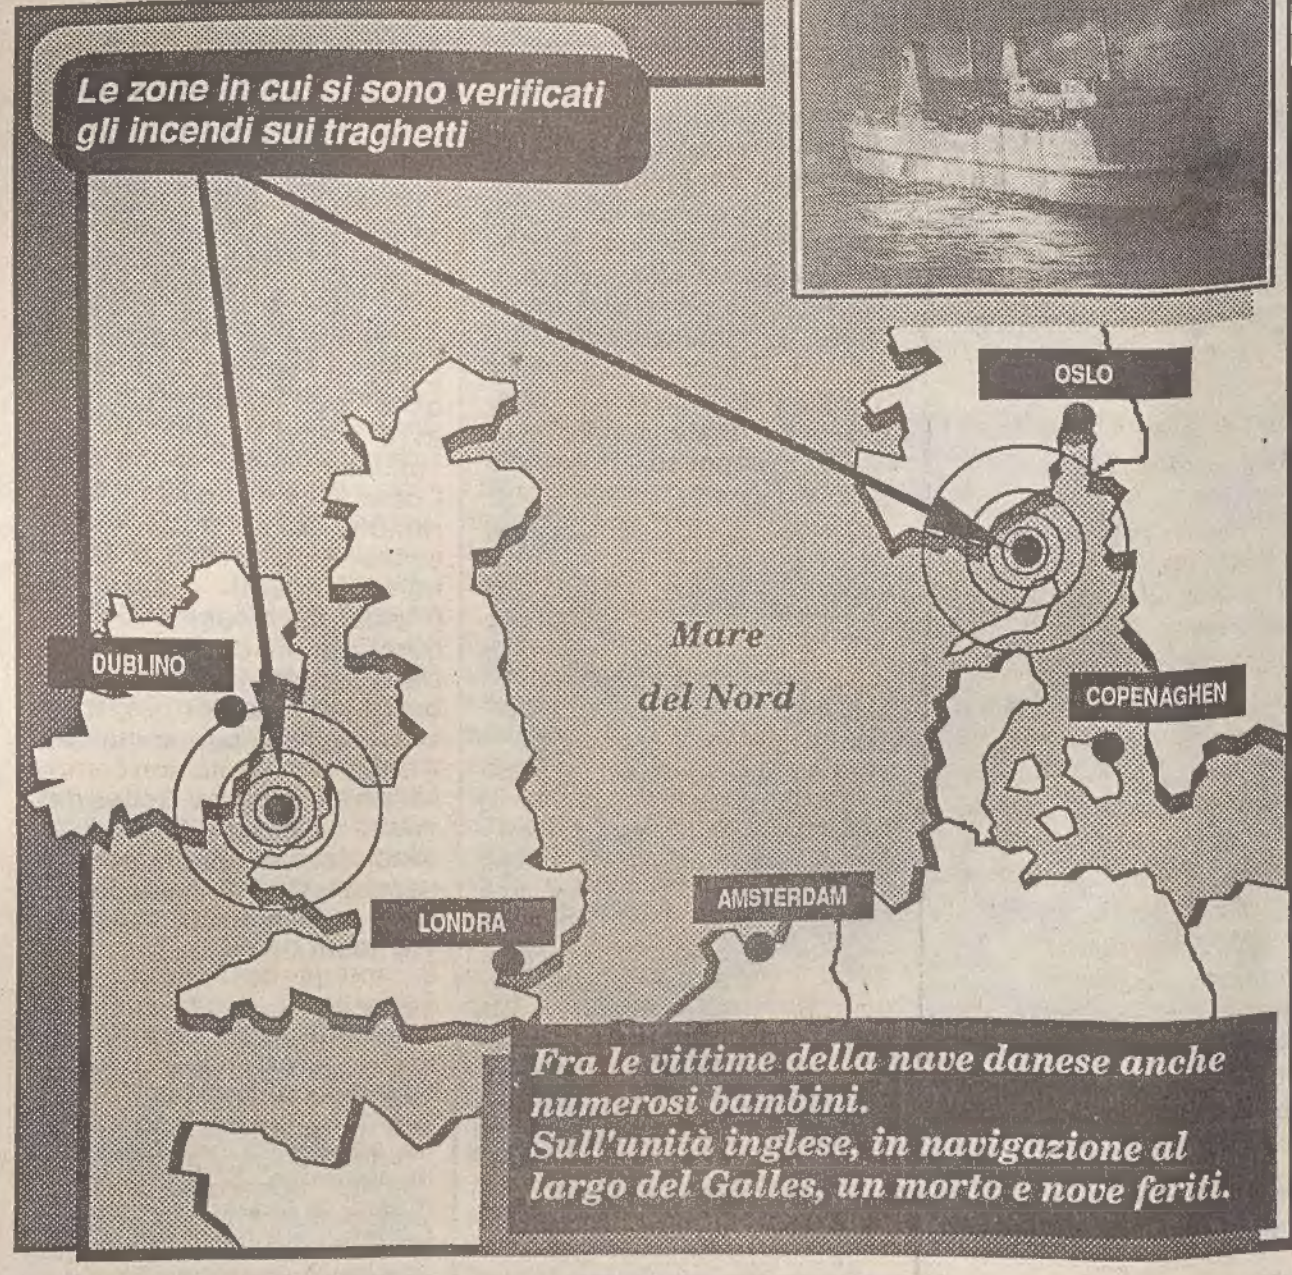 Le zone in cui si sono verificati
gli incendi sui traghetti
OSLO
DUBLINO
Mare
del Nord
COPENAGHEN
AMSTERDAM
LONDRA
Fra le vittime della nave danese anche
numerosi bambini.
Sull'unità inglese, in navigazione al
largo del Galles, un morto e nove feriti.